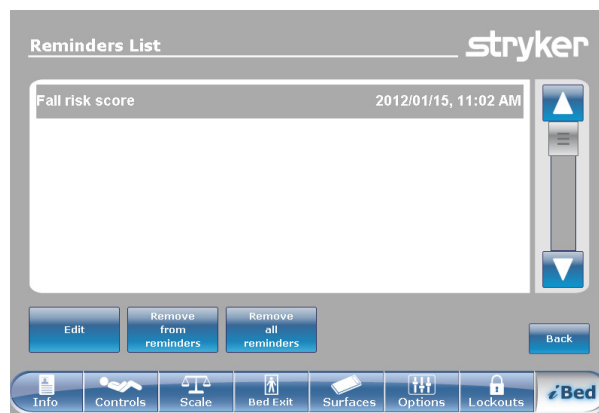 Reminders List
stryker
Fall risk score 2012/01/15, 11:02 AM
Edit
Remove
from
reminders
Remove
all
reminders
Back
Info Controls Scale Bed Exit Surfaces Options Lockouts iBed